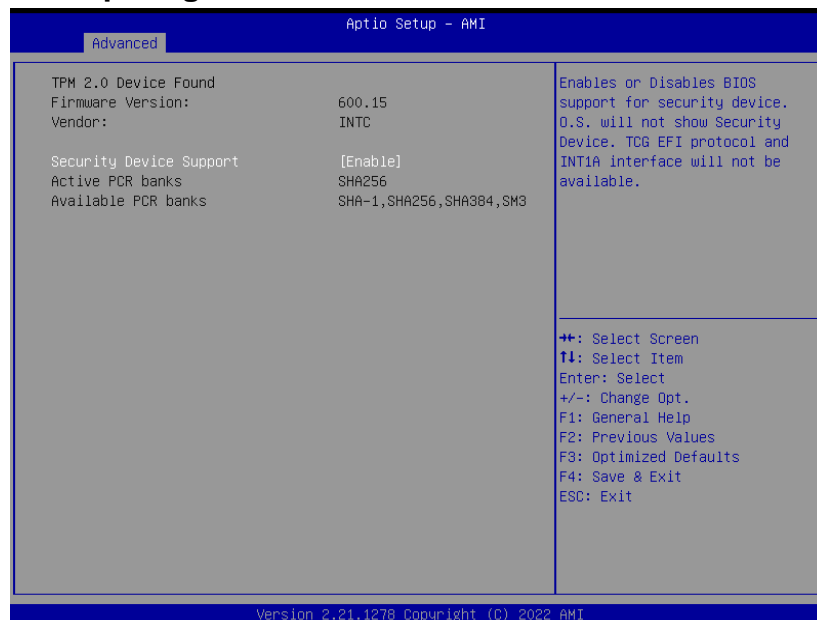 Aptio Setup – AMI
Advanced
TPM 2.0 Device Found
Firmware Version: 600.15
Vendor: INTC
Security Device Support [Enable]
Active PCR banks SHA256
Available PCR banks SHA-1,SHA256,SHA384,SM3
Enables or Disables BIOS
support for security device.
O.S. will not show Security
Device. TCG EFI protocol and
INT1A interface will not be
available.
→←: Select Screen
↑↓: Select Item
Enter: Select
+/-: Change Opt.
F1: General Help
F2: Previous Values
F3: Optimized Defaults
F4: Save & Exit
ESC: Exit
Version 2.21.1278 Copyright (C) 2022 AMI